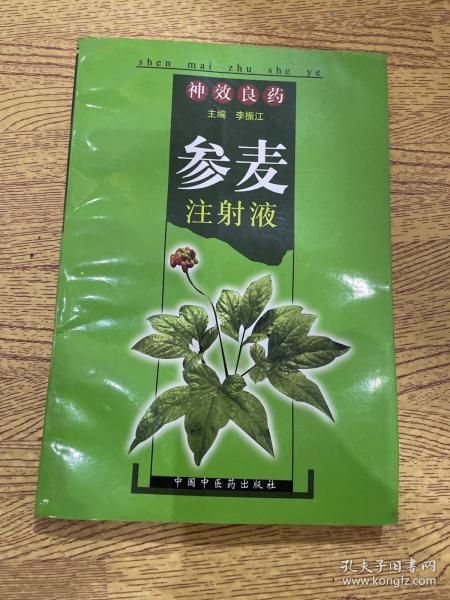 shen mai zhu she ye
神效良药
主编 李振江
参麦
注射液
中国中医药出版社
孔夫子旧书网
www.kongfz.com